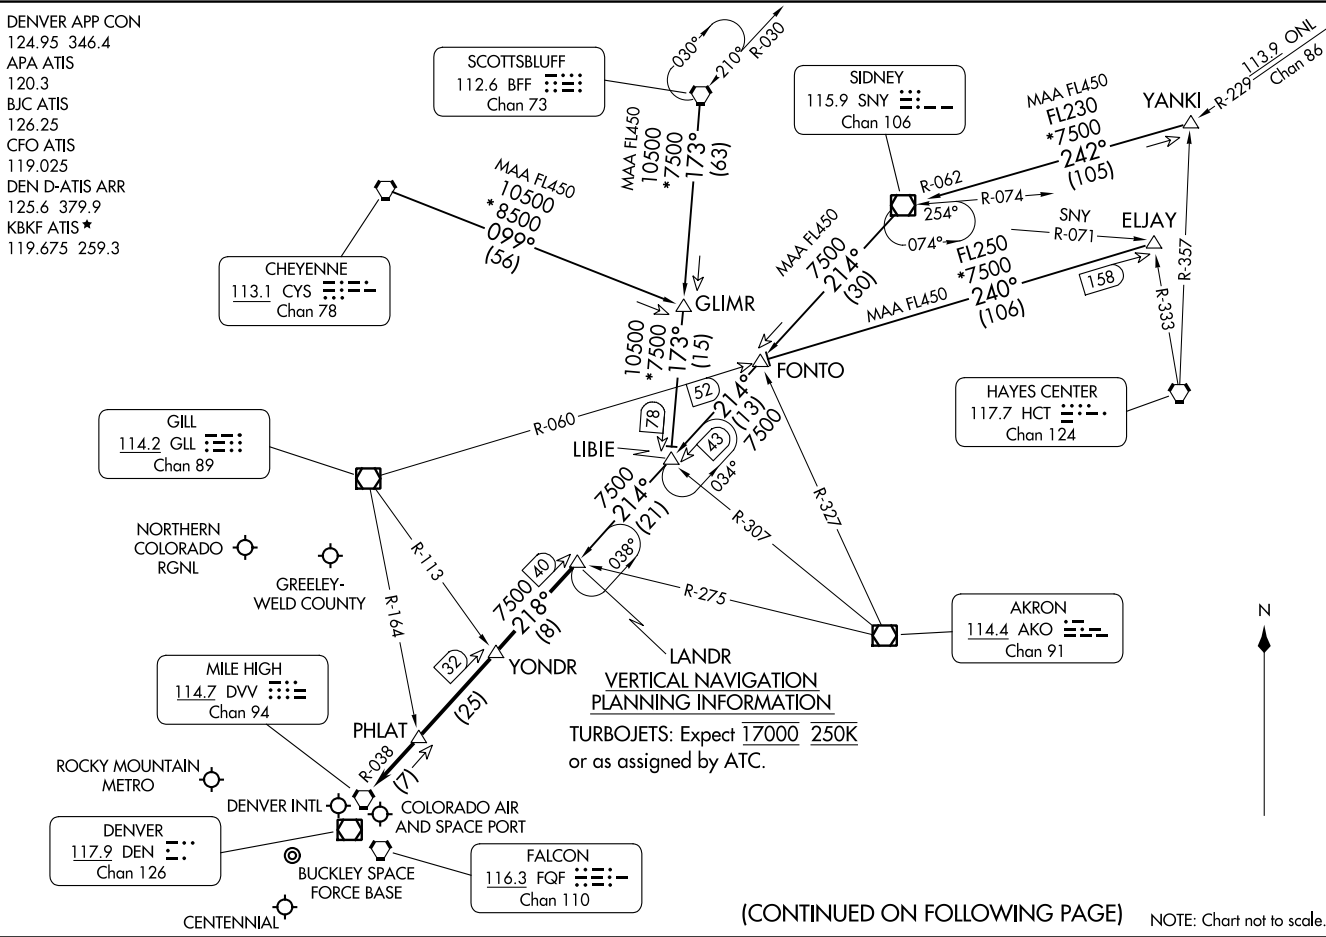 DENVER APP CON
124.95 346.4
APA ATIS
120.3
BJC ATIS
126.25
CFO ATIS
119.025
DEN D-ATIS ARR
125.6 379.9
KBKF ATIS★
119.675 259.3
SCOTTSBLUFF
112.6 BFF
Chan 73
030°
210°
R-030
SIDNEY
115.9 SNY
Chan 106
113.9 ONL
Chan 86
R-229
YANKI
MAA FL450
FL230
*7500
242°
(105)
R-062
R-074
254°
074°
SNY
R-071
ELJAY
R-357
R-333
MAA FL450
10500
*7500
173°
(63)
MAA FL450
10500
*8500
099°
(56)
CHEYENNE
113.1 CYS
Chan 78
GLIMR
MAA FL450
7500
214°
(30)
FL250
*7500
240°
(106)
MAA FL450
158
10500
*7500
173°
(15)
FONTO
HAYES CENTER
117.7 HCT
Chan 124
GILL
114.2 GLL
Chan 89
R-060
52
78
214°
(13)
7500
43
034°
LIBIE
7500
214°
(21)
R-327
R-307
R-275
NORTHERN
COLORADO
RGNL
GREELEY-
WELD COUNTY
R-113
R-164
40
038°
7500
218°
(8)
AKRON
114.4 AKO
Chan 91
N
LANDR
32
YONDR
VERTICAL NAVIGATION
PLANNING INFORMATION
TURBOJETS: Expect 17000 250K
or as assigned by ATC.
MILE HIGH
114.7 DVV
Chan 94
(25)
PHLAT
R-038
(7)
ROCKY MOUNTAIN
METRO
DENVER INTL
COLORADO AIR
AND SPACE PORT
DENVER
117.9 DEN
Chan 126
BUCKLEY SPACE
FORCE BASE
FALCON
116.3 FQF
Chan 110
CENTENNIAL
(CONTINUED ON FOLLOWING PAGE)
NOTE: Chart not to scale.